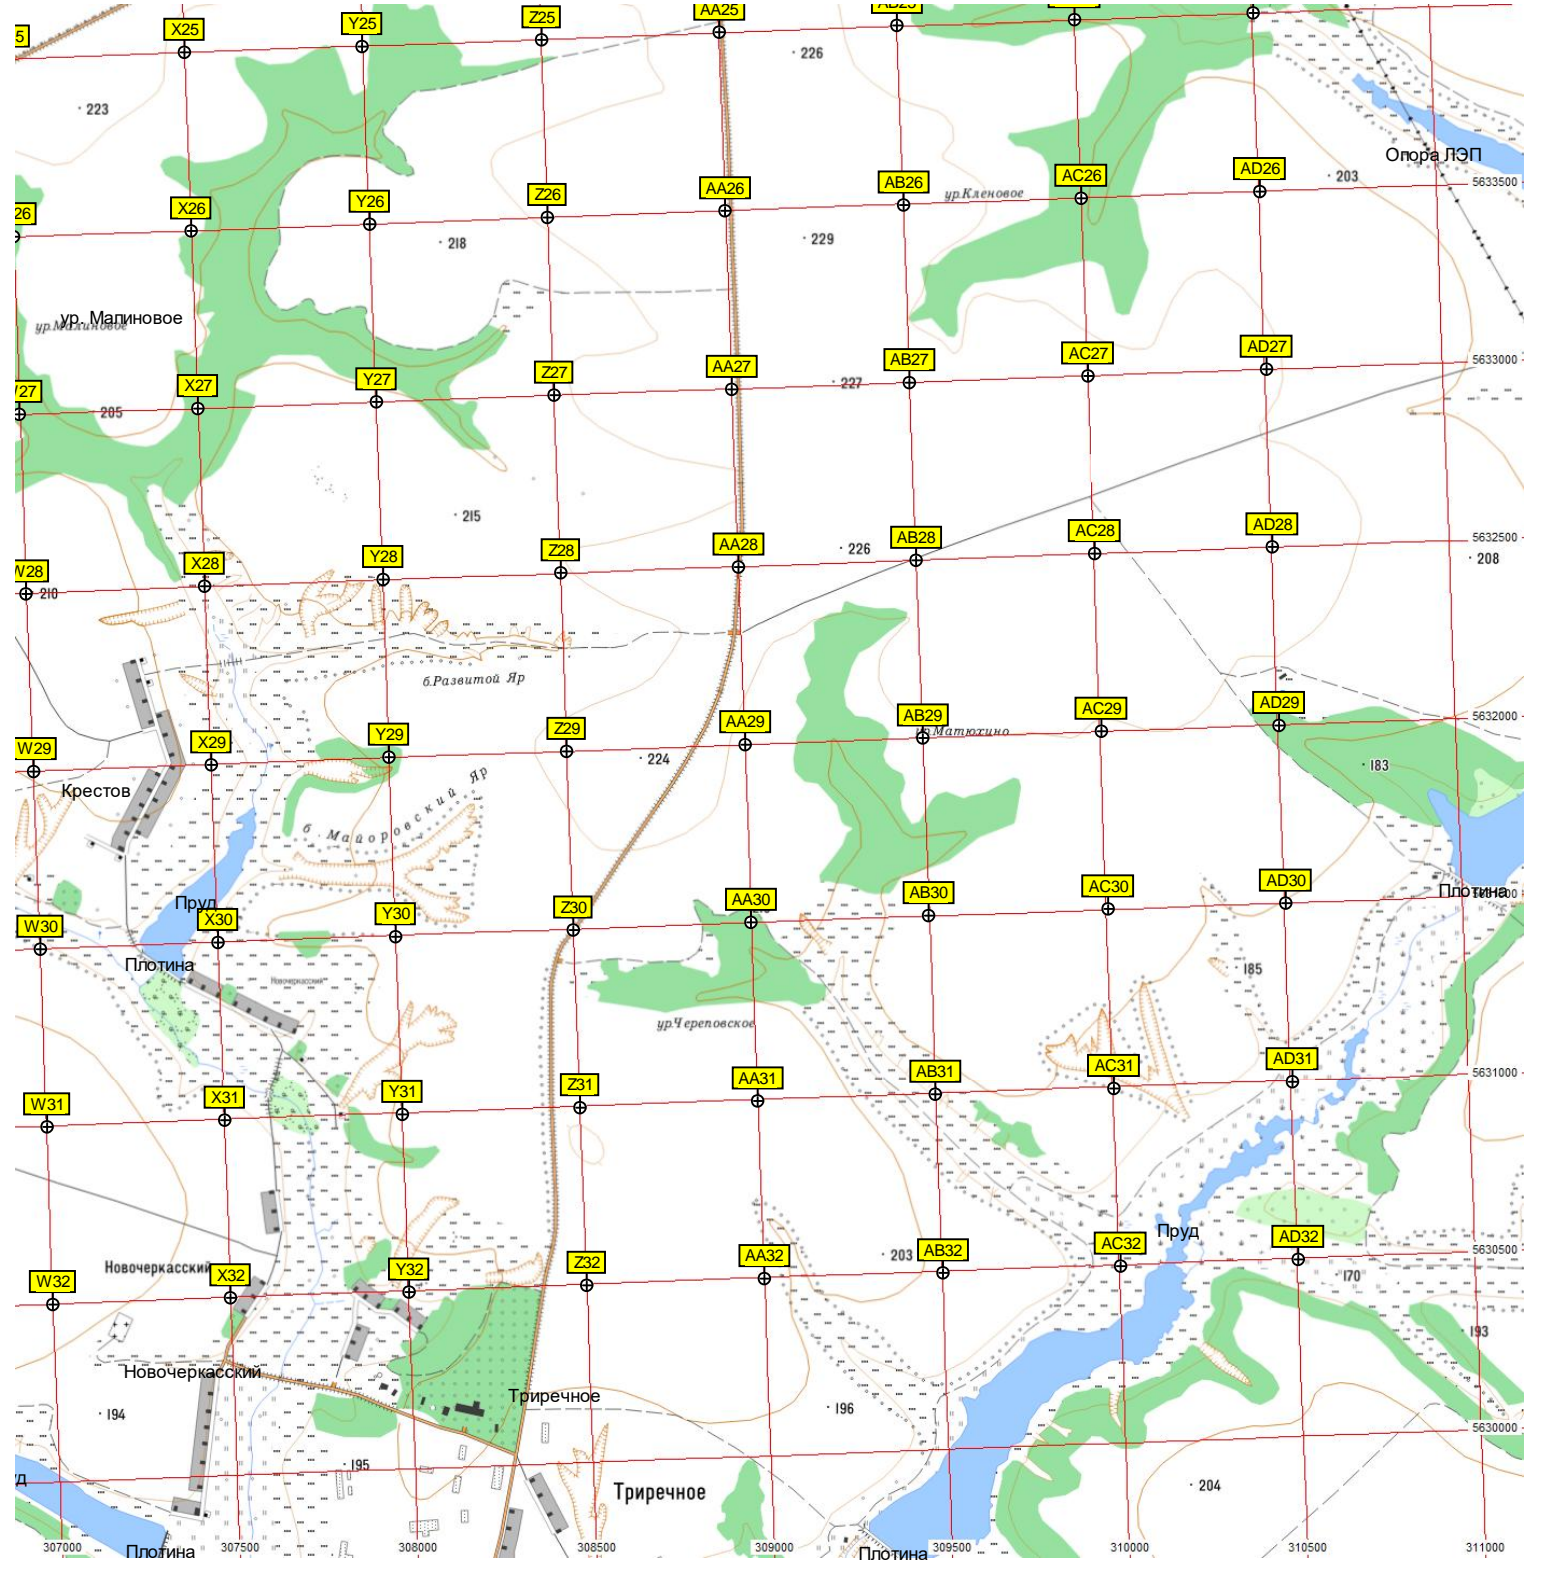 X25
Y25
Z25
AA25
226
223
Опора ЛЭП
AD26
203
5633500
AC26
AB26
ур.Кленовое
AA26
Z26
Y26
X26
26
218
229
ур. Малиновое
ур.Малиновое
5633000
AD27
AC27
AB27
227
AA27
Z27
Y27
X27
205
215
5632500
208
AD28
AC28
AB28
226
AA28
Z28
Y28
X28
W28
210
б.Развитой Яр
5632000
AD29
AC29
AB29
Матюхино
AA29
Z29
Y29
X29
W29
224
183
Крестов
б. Майоровский Яр
Плотина
AD30
AC30
AB30
AA30
Z30
Y30
X30
W30
Пруд
Плотина
185
Новочеркасский
ур.Череповское
5631000
AD31
AC31
AB31
AA31
Z31
Y31
X31
W31
Пруд
5630500
AD32
AC32
AB32
203
AA32
Z32
Y32
X32
W32
Новочеркасский
170
193
Новочеркасский
Триречное
194
196
5630000
195
Триречное
204
307000
307500
308000
308500
309000
309500
310000
310500
311000
Плотина
Плотина